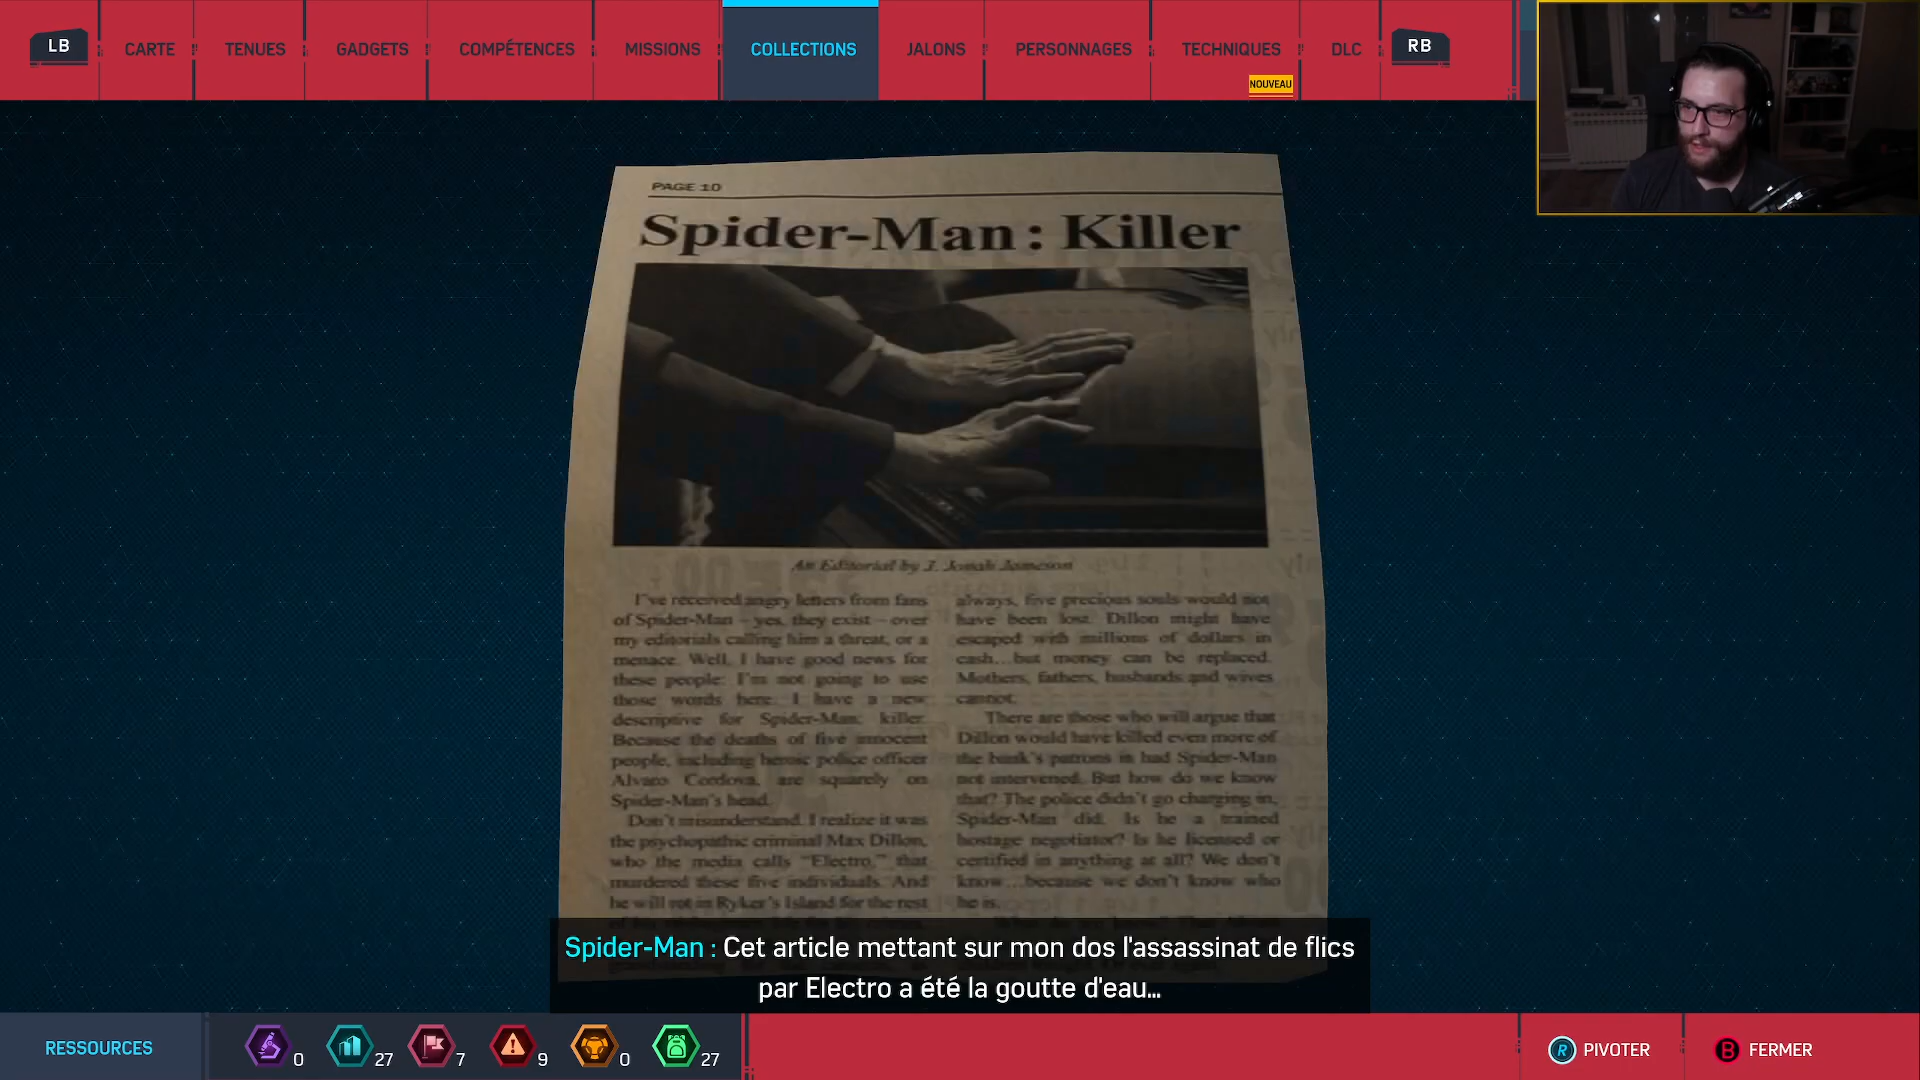 LB
CARTE
TENUES
GADGETS
COMPÉTENCES
MISSIONS
COLLECTIONS
JALONS
PERSONNAGES
TECHNIQUES
DLC
RB
NOUVEAU
PAGE 10
Spider-Man: Killer
An Editorial by J. Jonah Jameson
I've received angry letters from fans
of Spider-Man – yes, they exist – over
my editorials calling him a threat, or a
menace. Well, I have good news for
these people: I'm not going to use
those words here. I have a new
descriptive for Spider-Man: killer.
Because the deaths of five innocent
people, including heroic police officer
Alvaro Cordova, are squarely on
Spider-Man's head.
Don't misunderstand. I realize it was
the psychopathic criminal Max Dillon,
who the media calls "Electro," that
murdered these five individuals. And
he will rot in Ryker's Island for the rest
always, five precious souls would not
have been lost. Dillon might have
escaped with millions of dollars in
cash...but money can be replaced.
Mothers, fathers, husbands and wives
cannot.
There are those who will argue that
Dillon would have killed even more of
the bank's patrons in had Spider-Man
not intervened. But how do we know
that? The police didn't go charging in,
Spider-Man did. Is he a trained
hostage negotiator? Is he licensed or
certified in anything at all? We don't
know...because we don't know who
he is.
Spider-Man : Cet article mettant sur mon dos l'assassinat de flics
par Electro a été la goutte d'eau...
RESSOURCES
0
27
7
9
0
27
R PIVOTER
B FERMER